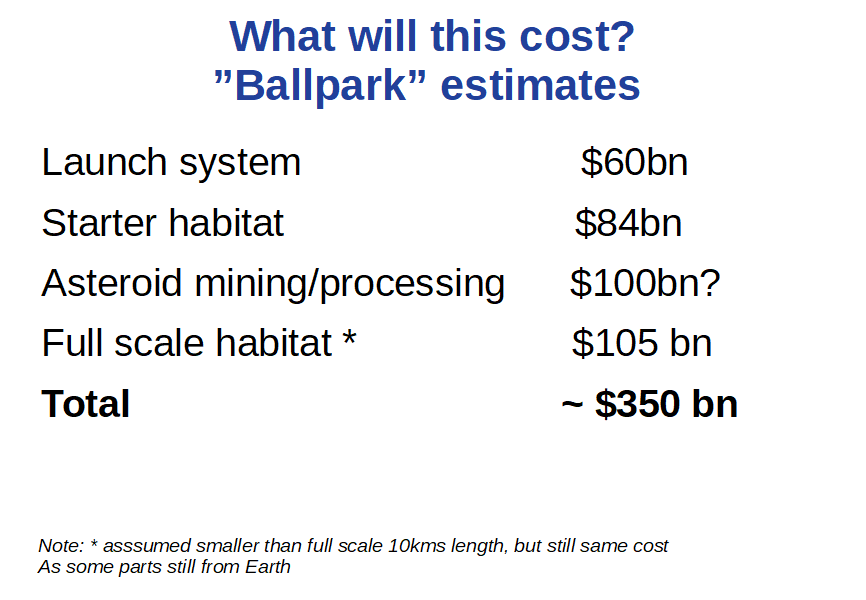 What will this cost?
”Ballpark” estimates
Launch system $60bn
Starter habitat $84bn
Asteroid mining/processing $100bn?
Full scale habitat * $105 bn
Total ~ $350 bn
Note: * asssumed smaller than full scale 10kms length, but still same cost
As some parts still from Earth